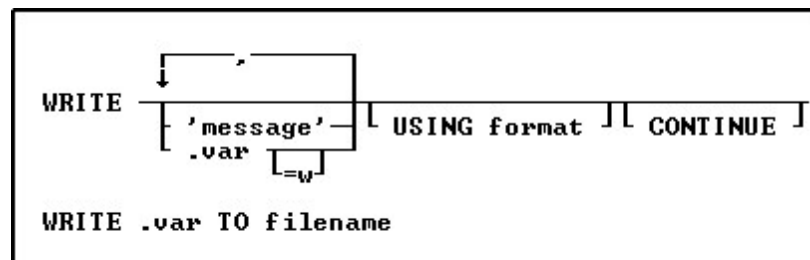 ,
WRITE
'message' USING format CONTINUE
.var
=w
WRITE .var TO filename